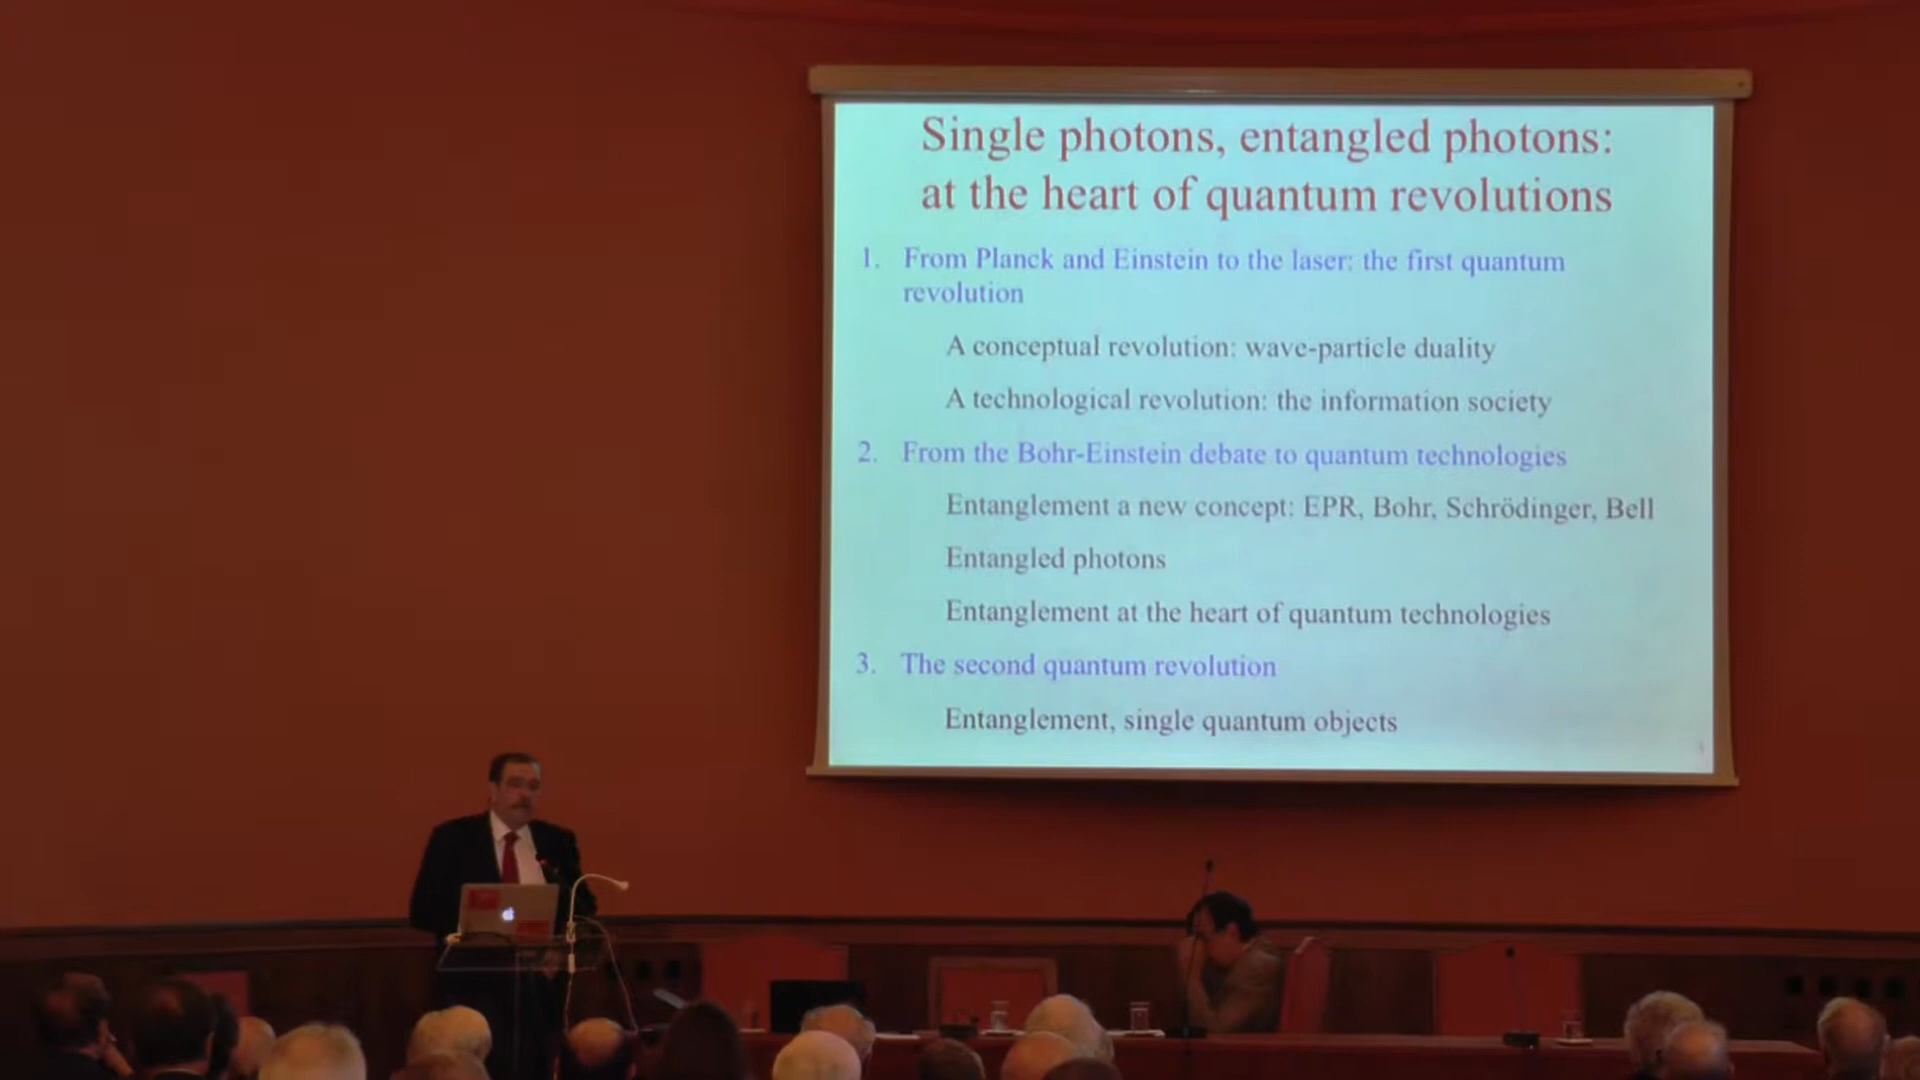 Single photons, entangled photons:
at the heart of quantum revolutions
1. From Planck and Einstein to the laser: the first quantum
revolution
A conceptual revolution: wave-particle duality
A technological revolution: the information society
2. From the Bohr-Einstein debate to quantum technologies
Entanglement a new concept: EPR, Bohr, Schrödinger, Bell
Entangled photons
Entanglement at the heart of quantum technologies
3. The second quantum revolution
Entanglement, single quantum objects